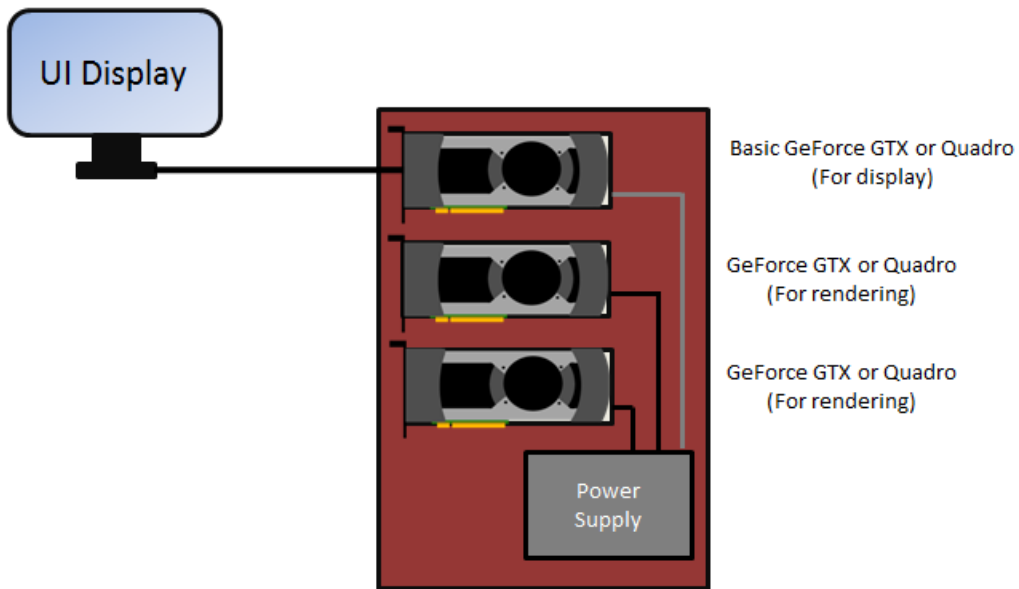 UI Display
Basic GeForce GTX or Quadro
(For display)
GeForce GTX or Quadro
(For rendering)
GeForce GTX or Quadro
(For rendering)
Power
Supply